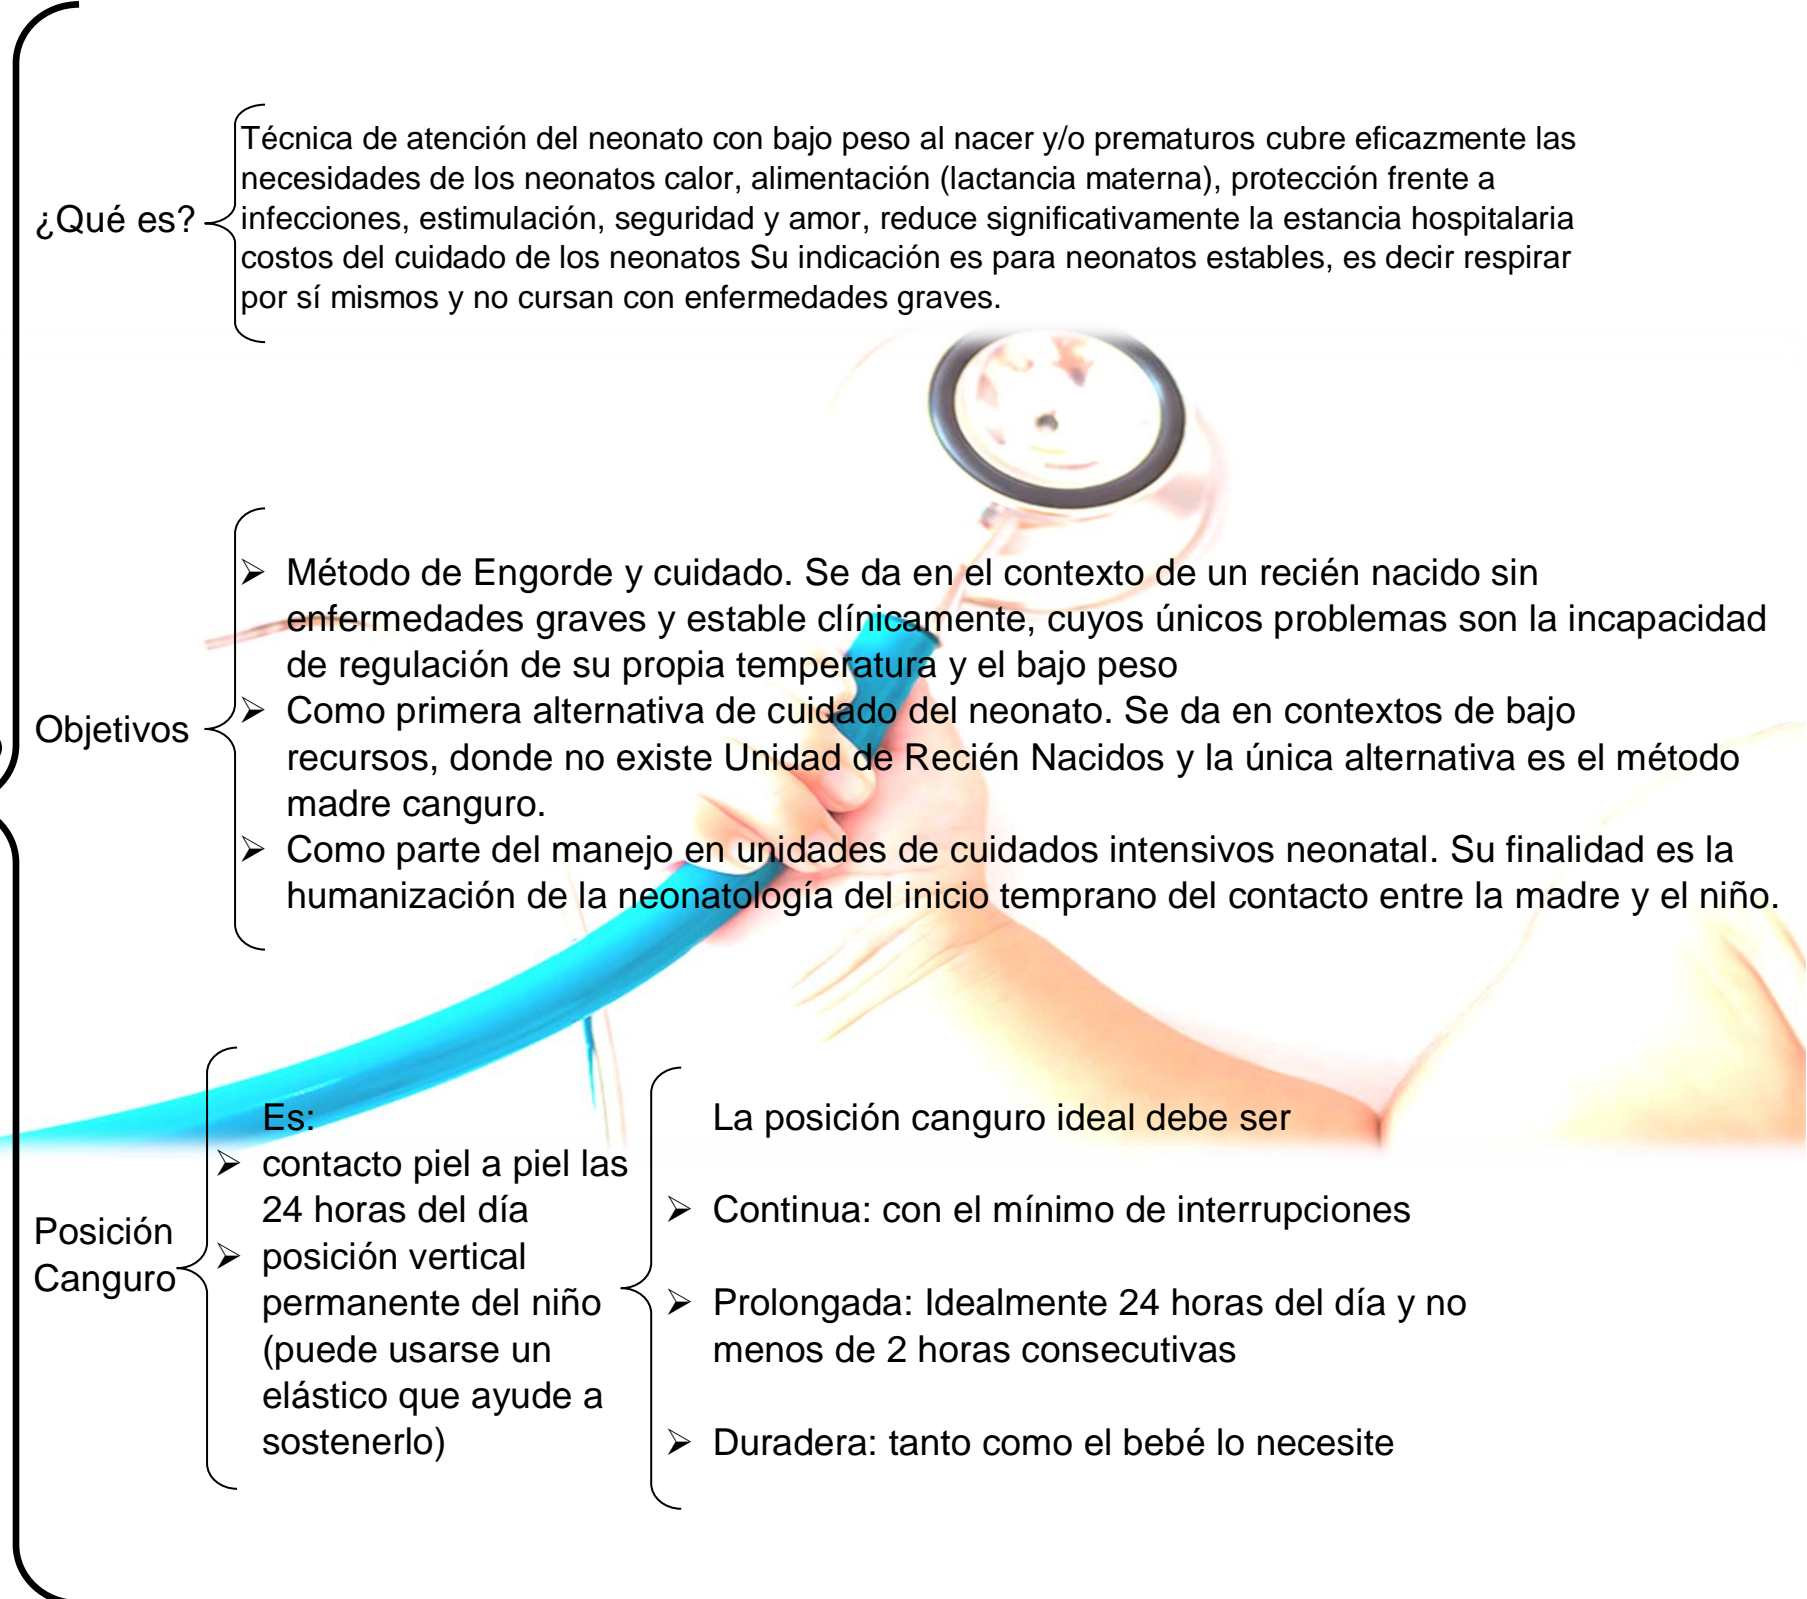 ¿Qué es?
Técnica de atención del neonato con bajo peso al nacer y/o prematuros cubre eficazmente las
necesidades de los neonatos calor, alimentación (lactancia materna), protección frente a
infecciones, estimulación, seguridad y amor, reduce significativamente la estancia hospitalaria
costos del cuidado de los neonatos Su indicación es para neonatos estables, es decir respirar
por sí mismos y no cursan con enfermedades graves.
Objetivos
➢ Método de Engorde y cuidado. Se da en el contexto de un recién nacido sin
enfermedades graves y estable clínicamente, cuyos únicos problemas son la incapacidad
de regulación de su propia temperatura y el bajo peso
➢ Como primera alternativa de cuidado del neonato. Se da en contextos de bajo
recursos, donde no existe Unidad de Recién Nacidos y la única alternativa es el método
madre canguro.
➢ Como parte del manejo en unidades de cuidados intensivos neonatal. Su finalidad es la
humanización de la neonatología del inicio temprano del contacto entre la madre y el niño.
Posición
Canguro
Es:
➢ contacto piel a piel las
24 horas del día
➢ posición vertical
permanente del niño
(puede usarse un
elástico que ayude a
sostenerlo)
La posición canguro ideal debe ser
➢ Continua: con el mínimo de interrupciones
➢ Prolongada: Idealmente 24 horas del día y no
menos de 2 horas consecutivas
➢ Duradera: tanto como el bebé lo necesite